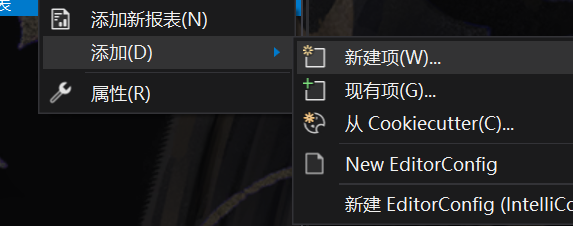 表
添加新报表(N)
添加(D)
属性(R)
新建项(W)...
现有项(G)...
从 Cookiecutter(C)...
New EditorConfig
新建 EditorConfig (IntelliCo